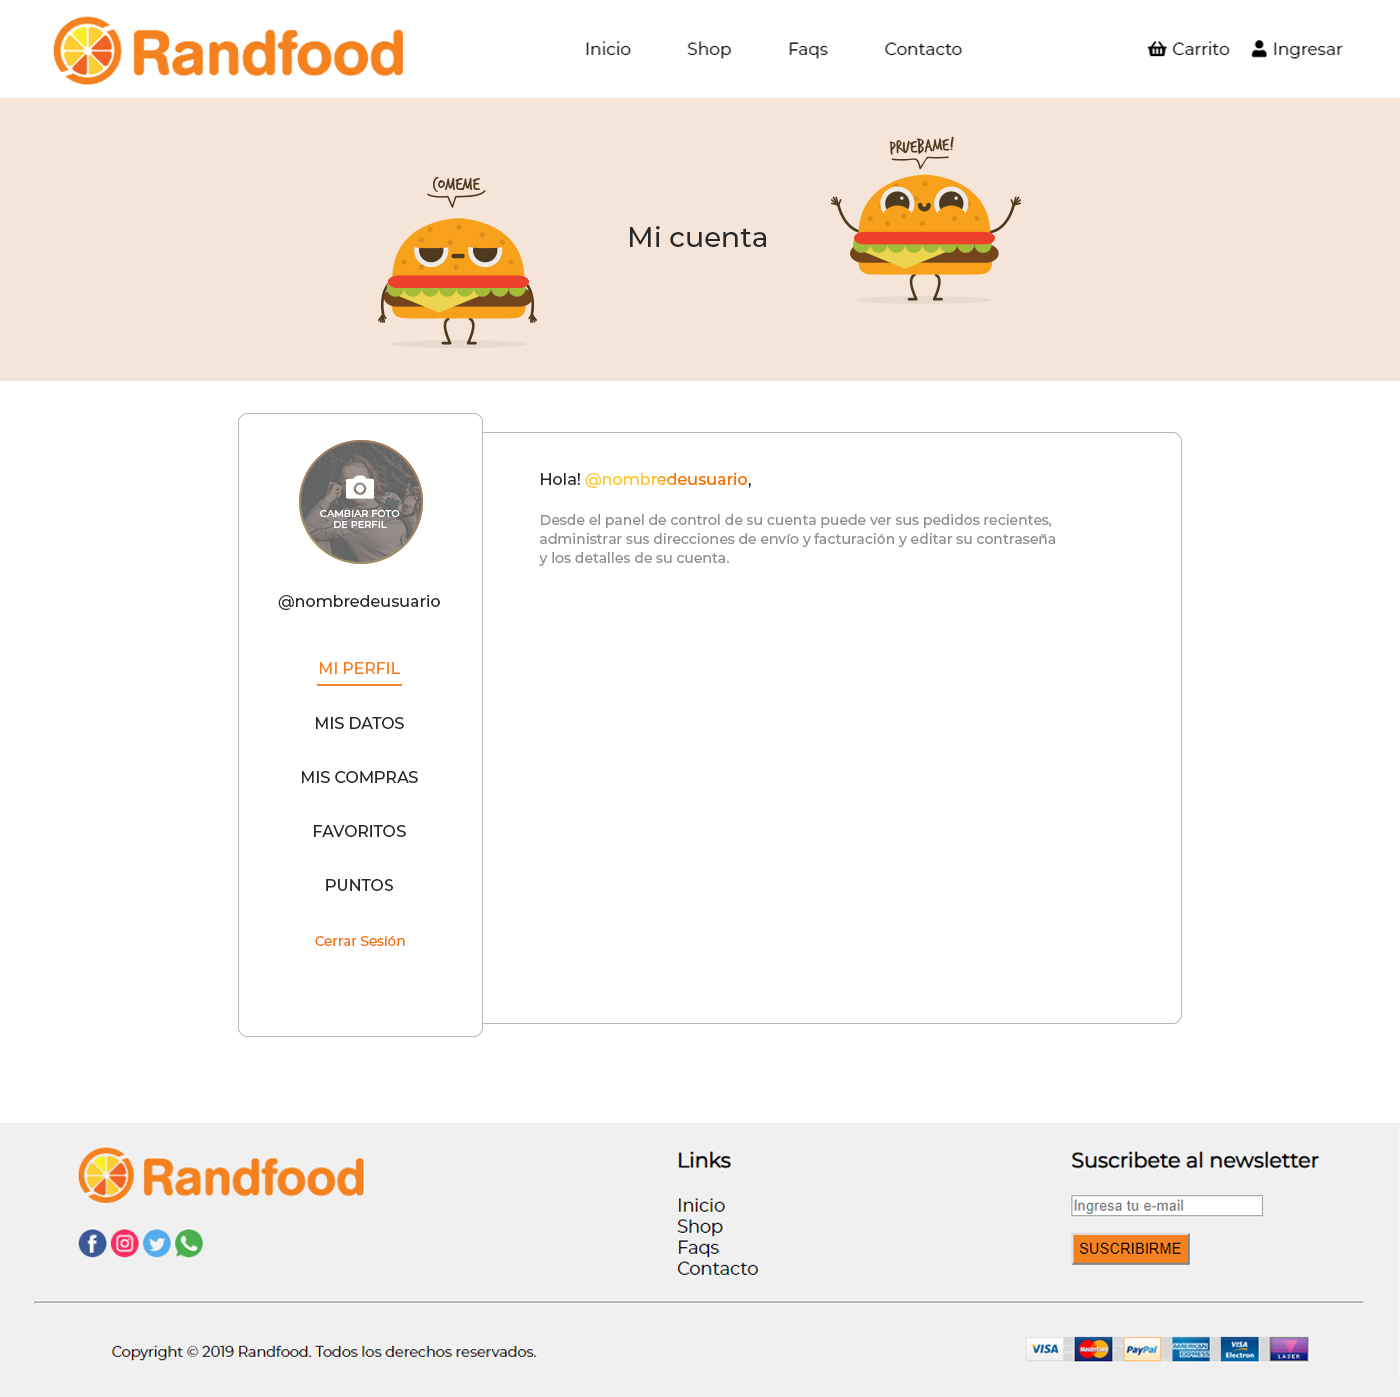 Randfood
Inicio
Shop
Faqs
Contacto
Carrito
Ingresar
COMEME
PRUEBAME!
Mi cuenta
CAMBIAR FOTO
DE PERFIL
@nombredeusuario
MI PERFIL
MIS DATOS
MIS COMPRAS
FAVORITOS
PUNTOS
Cerrar Sesión
Hola! @nombredeusuario,
Desde el panel de control de su cuenta puede ver sus pedidos recientes,
administrar sus direcciones de envío y facturación y editar su contraseña
y los detalles de su cuenta.
Randfood
Links
Inicio
Shop
Faqs
Contacto
Suscribete al newsletter
Ingresa tu e-mail
SUSCRIBIRME
Copyright © 2019 Randfood. Todos los derechos reservados.
VISA
MasterCard
PayPal
AMERICAN
EXPRESS
VISA
Electron
LASER